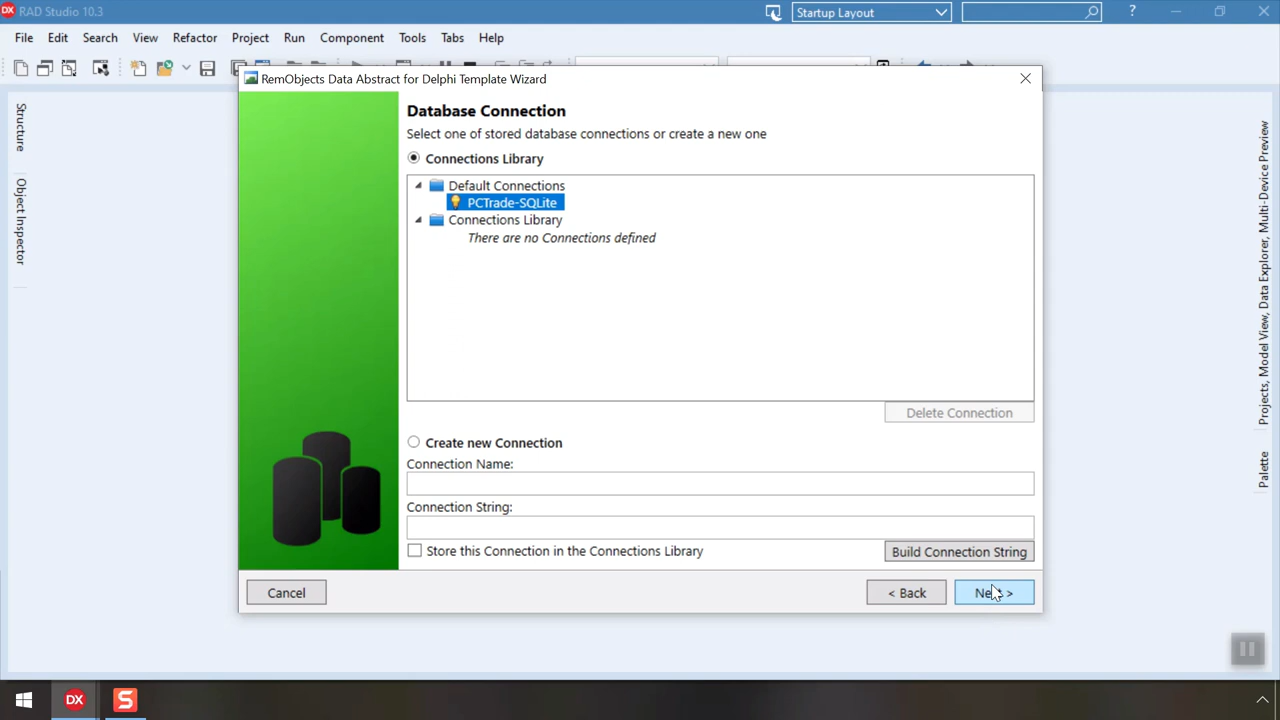 DX RAD Studio 10.3
Startup Layout
?
File Edit Search View Refactor Project Run Component Tools Tabs Help
RemObjects Data Abstract for Delphi Template Wizard
Structure
Object Inspector
Projects, Model View, Data Explorer, Multi-Device Preview
Palette
Database Connection
Select one of stored database connections or create a new one
Connections Library
Default Connections
PCTrade-SQLite
Connections Library
There are no Connections defined
Delete Connection
Create new Connection
Connection Name:
Connection String:
Store this Connection in the Connections Library
Build Connection String
Cancel
< Back
Next >
DX
S